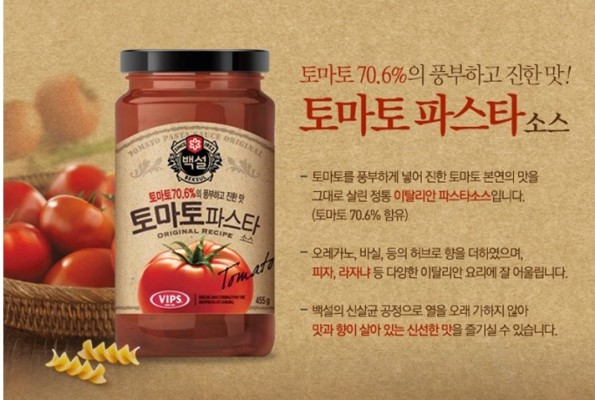 토마토 70.6%의 풍부하고 진한 맛!
토마토 파스타 소스
- 토마토를 풍부하게 넣어 진한 토마토 본연의 맛을
그대로 살린 정통 이탈리안 파스타소스입니다.
(토마토 70.6% 함유)
- 오레가노, 바실, 등의 허브로 향을 더하였으며,
피자, 라자냐 등 다양한 이탈리안 요리에 잘 어울립니다.
- 백설의 신살균 공정으로 열을 오래 가하지 않아
맛과 향이 살아 있는 신선한 맛을 즐기실 수 있습니다.
TOMATO PASTA SAUCE ORIGINAL
백설
BEKSUL
토마토70.6%의 풍부하고 진한 맛
토마토파스타
소스
ORIGINAL RECIPE
Tomato
VIPS
455g